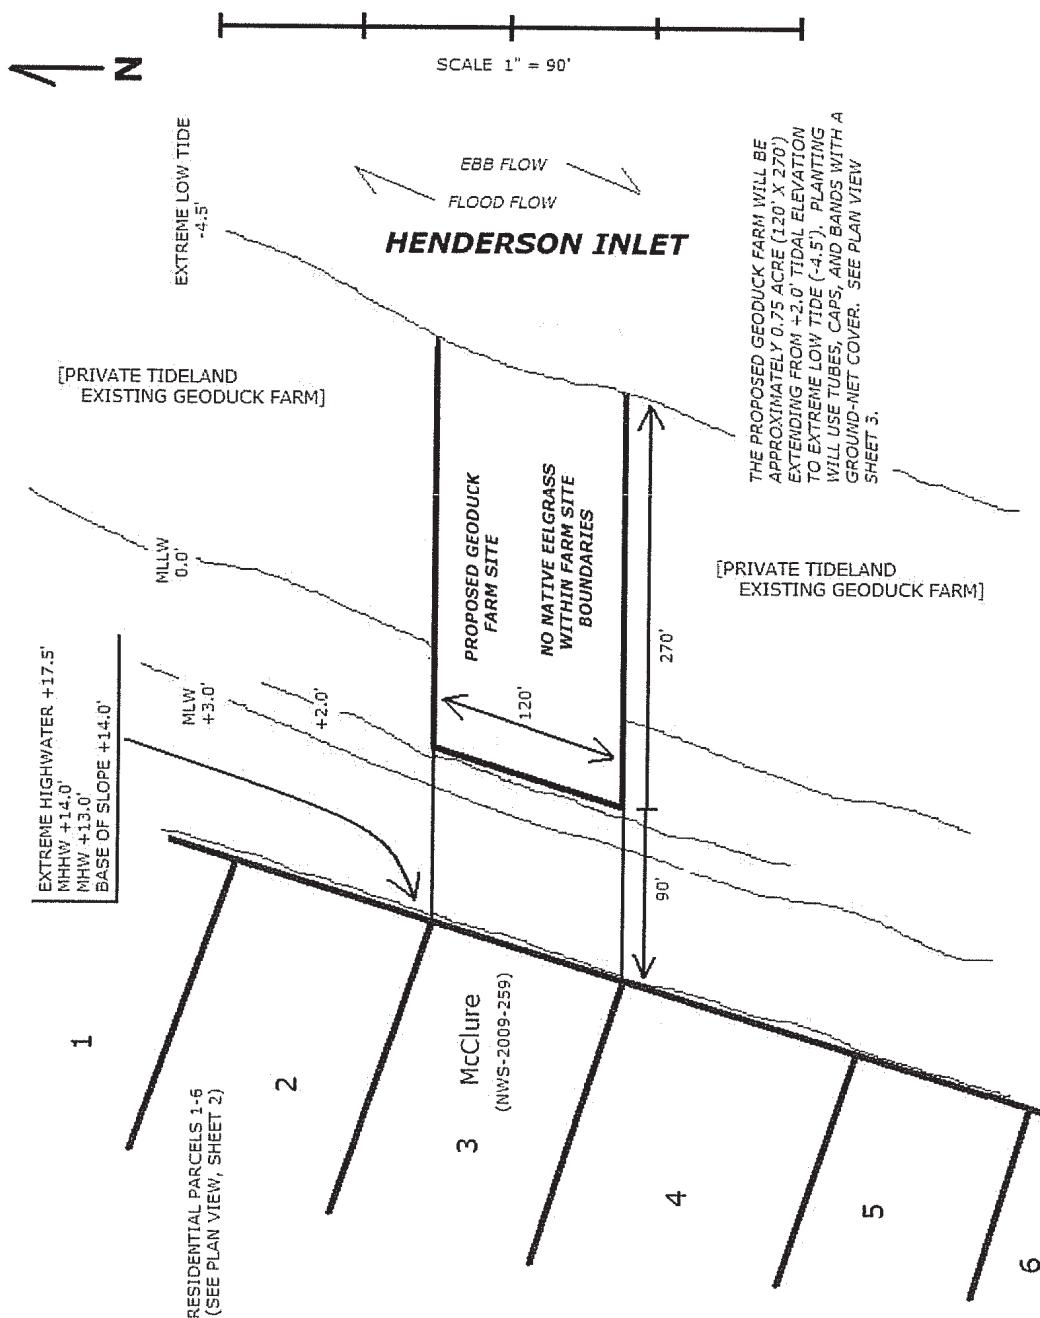 N
SCALE 1" = 90'
EXTREME LOW TIDE
-4.5'
EBB FLOW
FLOOD FLOW
HENDERSON INLET
[PRIVATE TIDELAND
EXISTING GEODUCK FARM]
THE PROPOSED GEODUCK FARM WILL BE
APPROXIMATELY 0.75 ACRE (120' X 270')
EXTENDING FROM +2.0' TIDAL ELEVATION
TO EXTREME LOW TIDE (-4.5'). PLANTING
WILL USE TUBES, CAPS, AND BANDS WITH A
GROUND-NET COVER. SEE PLAN VIEW
SHEET 3.
MLLW
0.0'
PROPOSED GEODUCK
FARM SITE
NO NATIVE EELGRASS
WITHIN FARM SITE
BOUNDARIES
[PRIVATE TIDELAND
EXISTING GEODUCK FARM]
270'
120'
MLW
+3.0'
+2.0'
EXTREME HIGHWATER +17.5'
MHHW +14.0'
MHW +13.0'
BASE OF SLOPE +14.0'
90'
1
2
3
McClure
(NWS-2009-259)
4
5
6
RESIDENTIAL PARCELS 1-6
(SEE PLAN VIEW, SHEET 2)